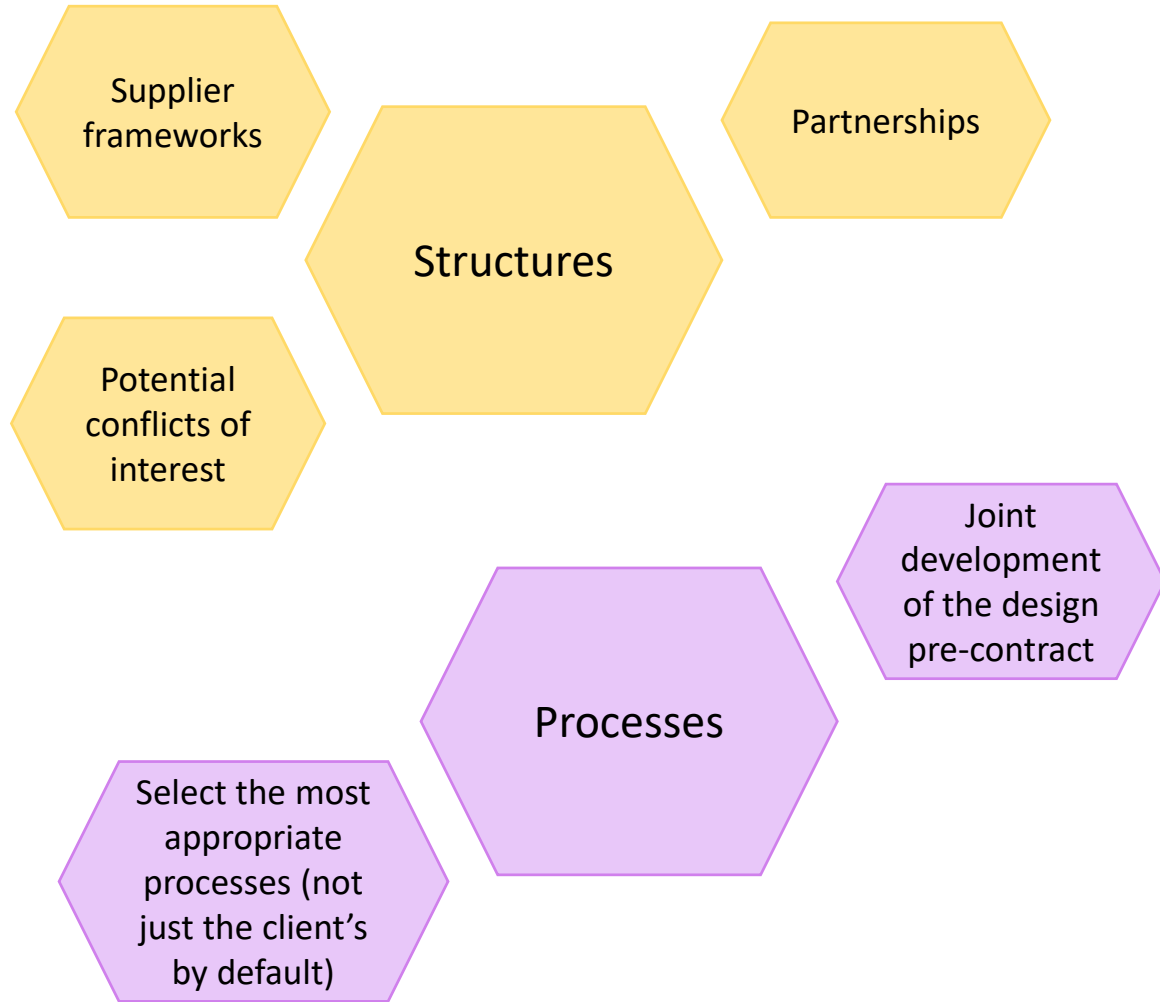 Supplier
frameworks
Partnerships
Structures
Potential
conflicts of
interest
Joint
development
of the design
pre-contract
Processes
Select the most
appropriate
processes (not
just the client’s
by default)